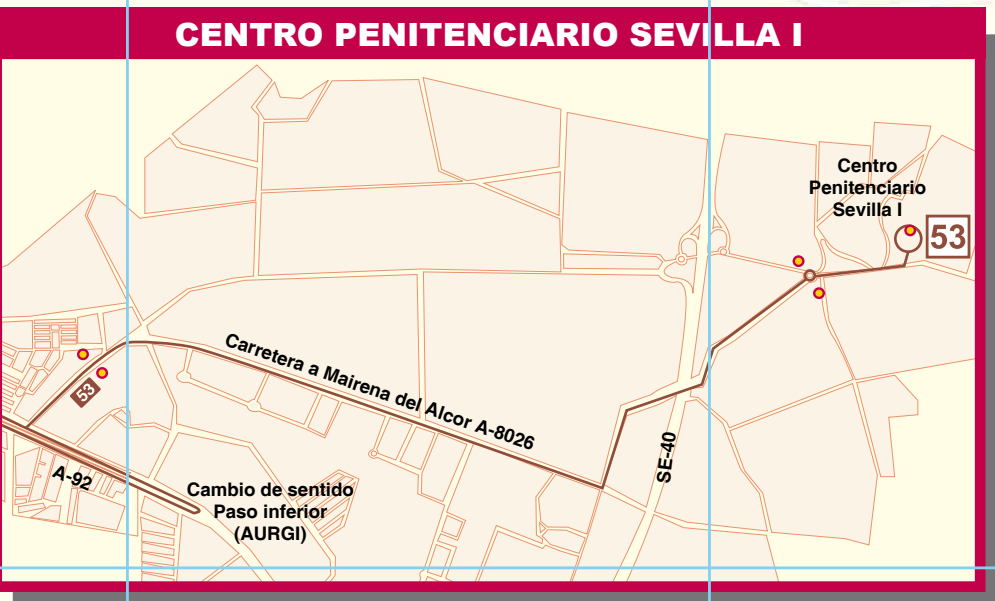 CENTRO PENITENCIARIO SEVILLA I
Centro
Penitenciario
Sevilla I
53
Carretera a Mairena del Alcor A-8026
53
SE-40
A-92
Cambio de sentido
Paso inferior
(AURGI)